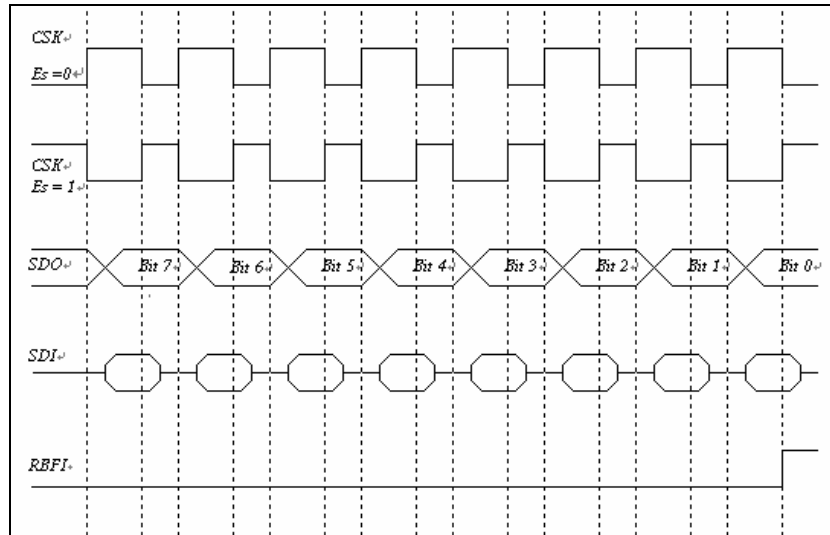 CSK↵
Es =0↵
CSK↵
Es = 1↵
SDO↵ Bit 7↵ Bit 6↵ Bit 5↵ Bit 4↵ Bit 3↵ Bit 2↵ Bit 1↵ Bit 0↵
SDI↵
RBFI↵